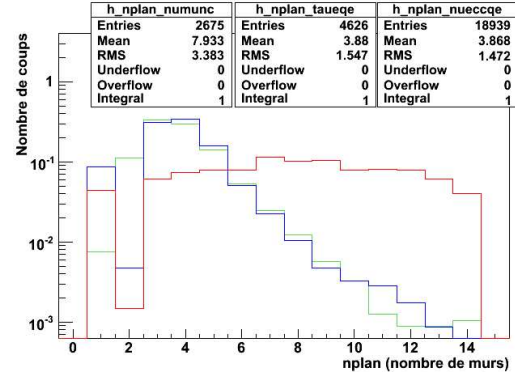 h_nplan_numunc
Entries 2675
Mean 7.933
RMS 3.383
Underflow 0
Overflow 0
Integral 1
h_nplan_taueqe
Entries 4626
Mean 3.88
RMS 1.547
Underflow 0
Overflow 0
Integral 1
h_nplan_nueccqe
Entries 18939
Mean 3.868
RMS 1.472
Underflow 0
Overflow 0
Integral 1
Nombre de coups
1
10-1
10-2
10-3
0 2 4 6 8 10 12 14
nplan (nombre de murs)